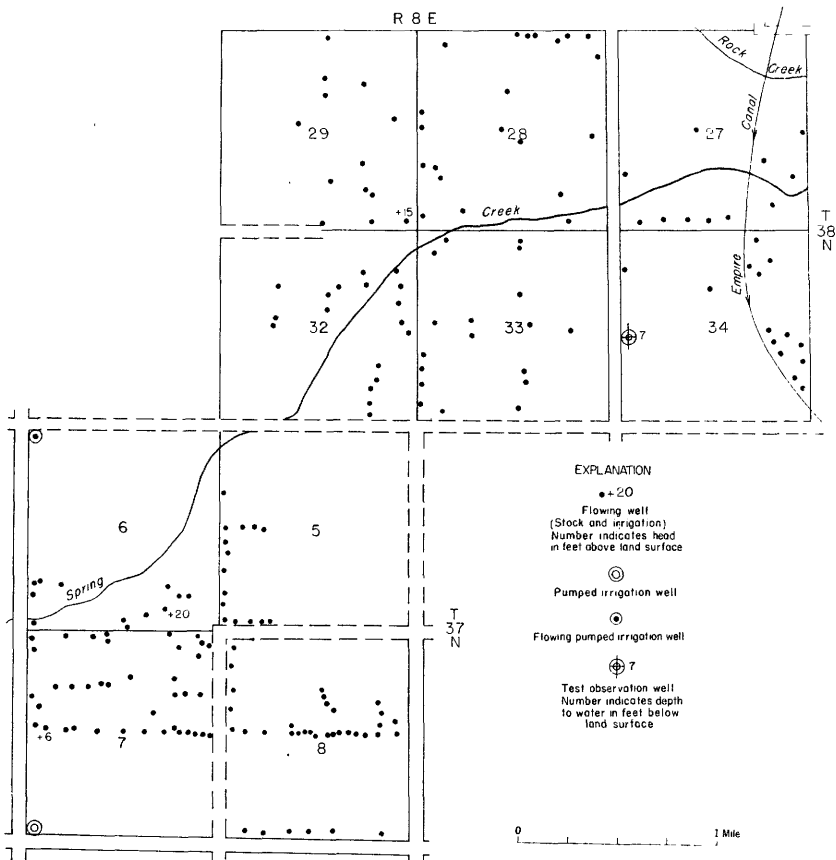 R 8 E
Rock
Creek
Canal
29
28
27
+15
Creek
T
38
N
Empire
32
33
34
7
6
5
Spring
+20
T
37
N
+6
7
8
EXPLANATION
+20
Flowing well
(Stock and irrigation)
Number indicates head
in feet above land surface
Pumped irrigation well
Flowing pumped irrigation well
7
Test observation well
Number indicates depth
to water in feet below
land surface
0
1 Mile